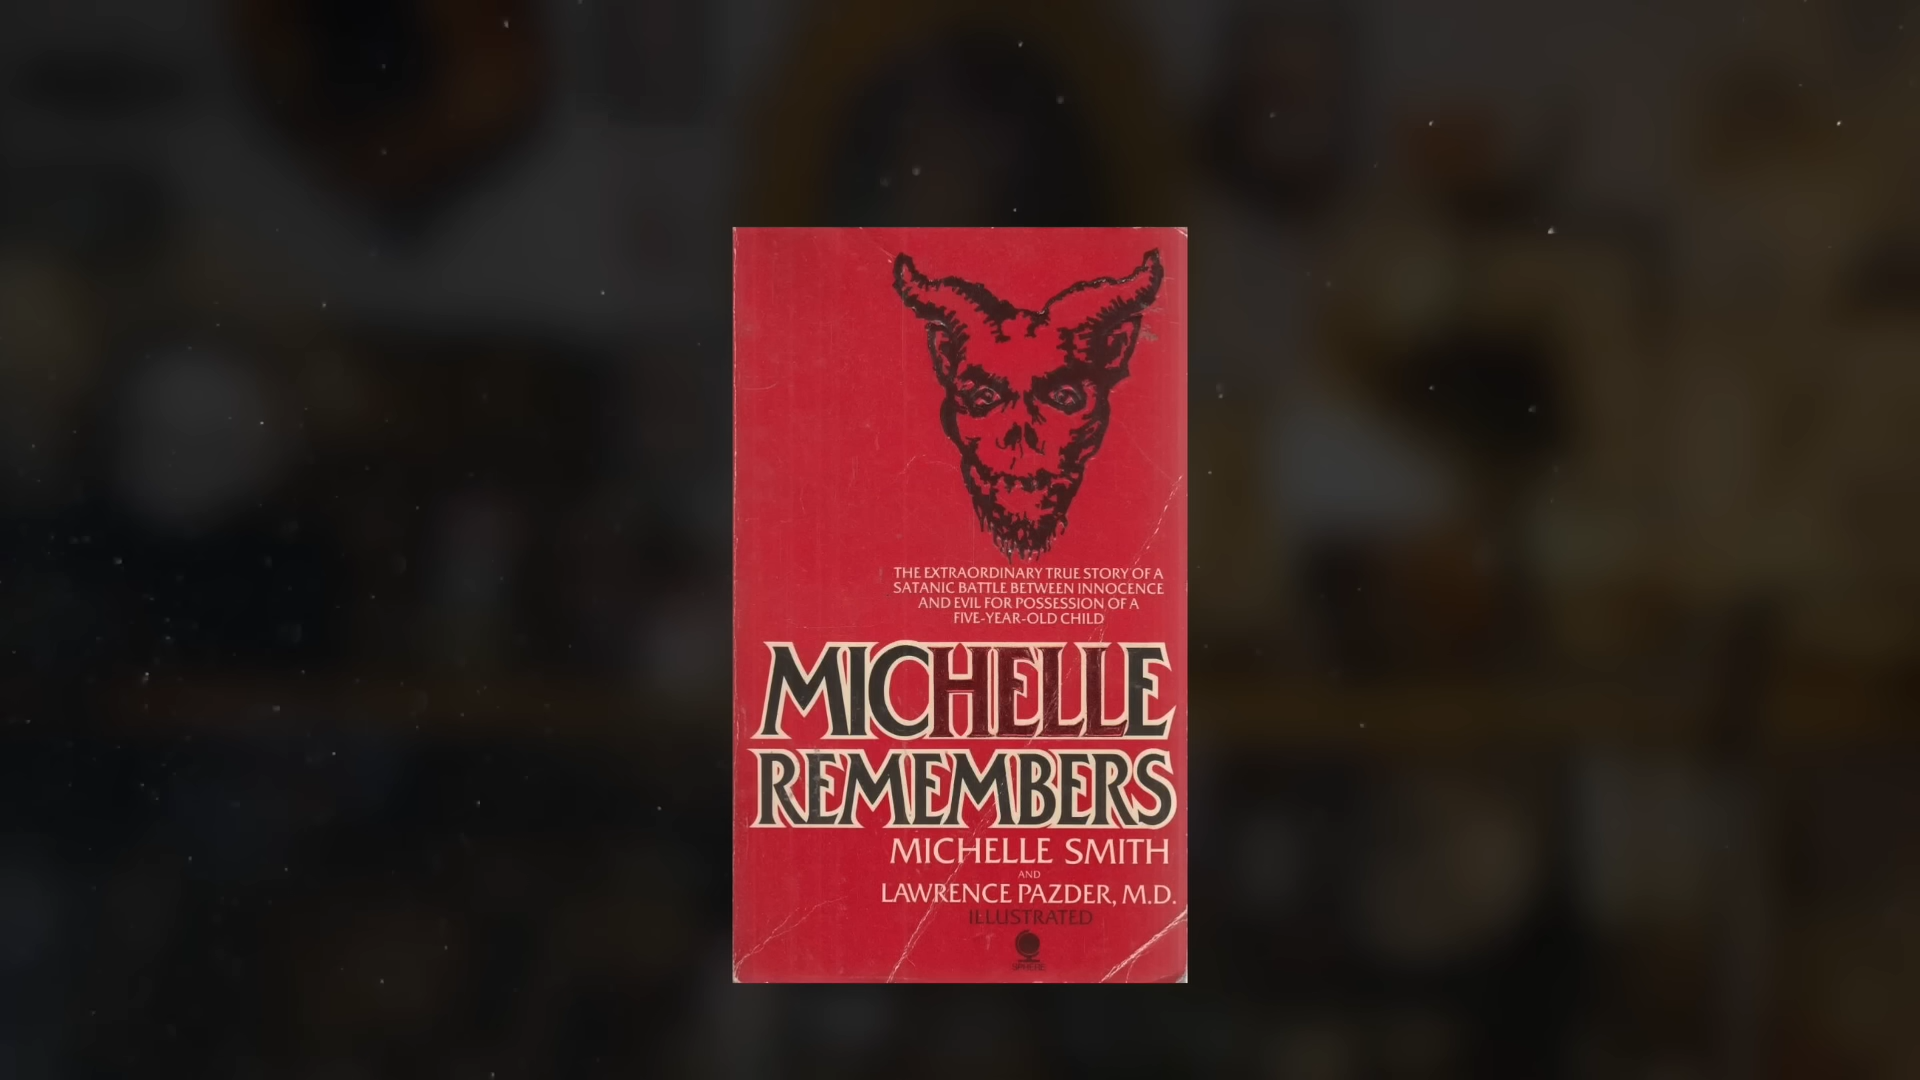 THE EXTRAORDINARY TRUE STORY OF A
SATANIC BATTLE BETWEEN INNOCENCE
AND EVIL FOR POSSESSION OF A
FIVE-YEAR-OLD CHILD
MICHELLE
REMEMBERS
MICHELLE SMITH
AND
LAWRENCE PAZDER, M.D.
ILLUSTRATED
SPHERE